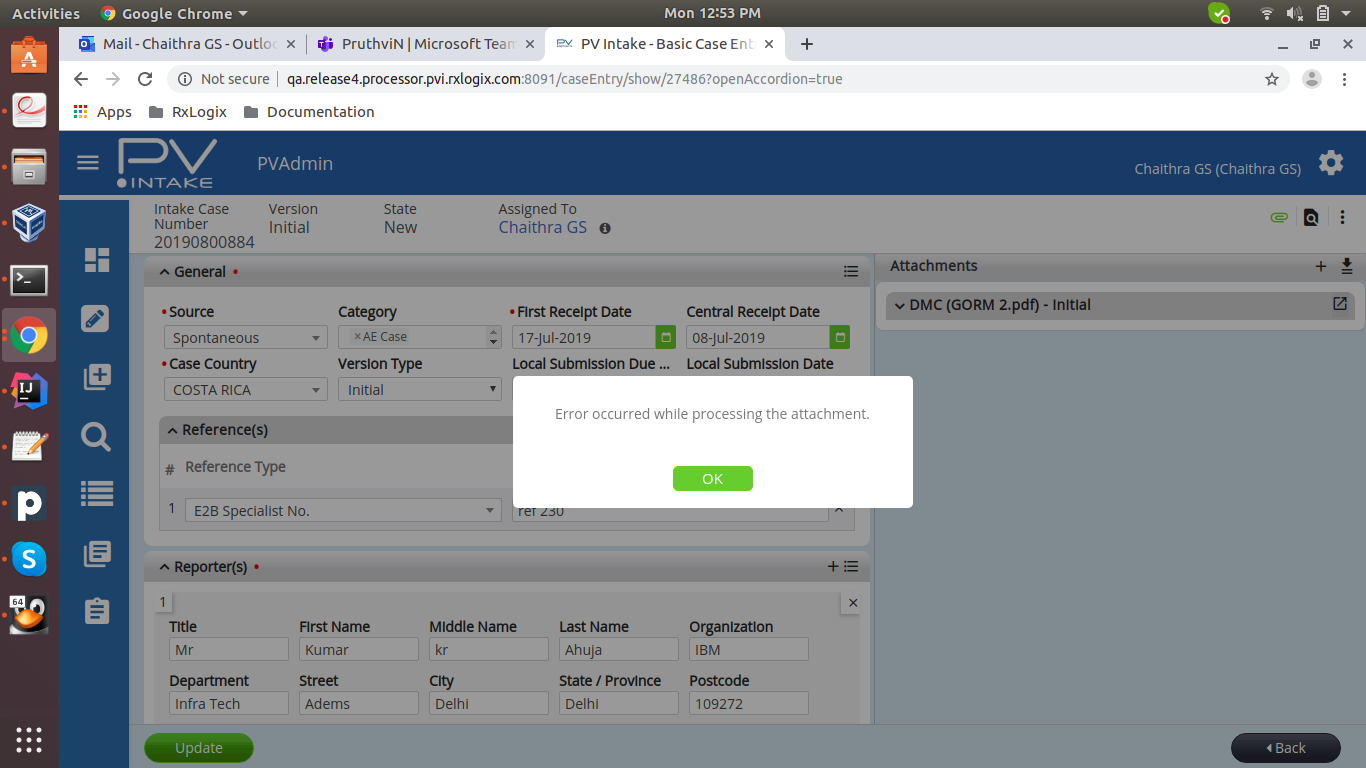 Activities
Google Chrome
Mon 12:53 PM
Mail - Chaithra GS - Outloo
PruthviN | Microsoft Team
PV Intake - Basic Case Ent
Not secure
qa.release4.processor.pvi.rxlogix.com:8091/caseEntry/show/27486?openAccordion=true
Apps
RxLogix
Documentation
PV
INTAKE
PVAdmin
Chaithra GS (Chaithra GS)
Intake Case Number
20190800884
Version
Initial
State
New
Assigned To
Chaithra GS
General •
Attachments
DMC (GORM 2.pdf) - Initial
•Source
Category
•First Receipt Date
Central Receipt Date
Spontaneous
×AE Case
17-Jul-2019
08-Jul-2019
•Case Country
Version Type
Local Submission Due ...
Local Submission Date
COSTA RICA
Initial
Error occurred while processing the attachment.
OK
Reference(s)
# Reference Type
1
E2B Specialist No.
ref 230
Reporter(s) •
1
Title
First Name
Middle Name
Last Name
Organization
Mr
Kumar
kr
Ahuja
IBM
Department
Street
City
State / Province
Postcode
Infra Tech
Adems
Delhi
Delhi
109272
Update
Back
IJ
p
S
64